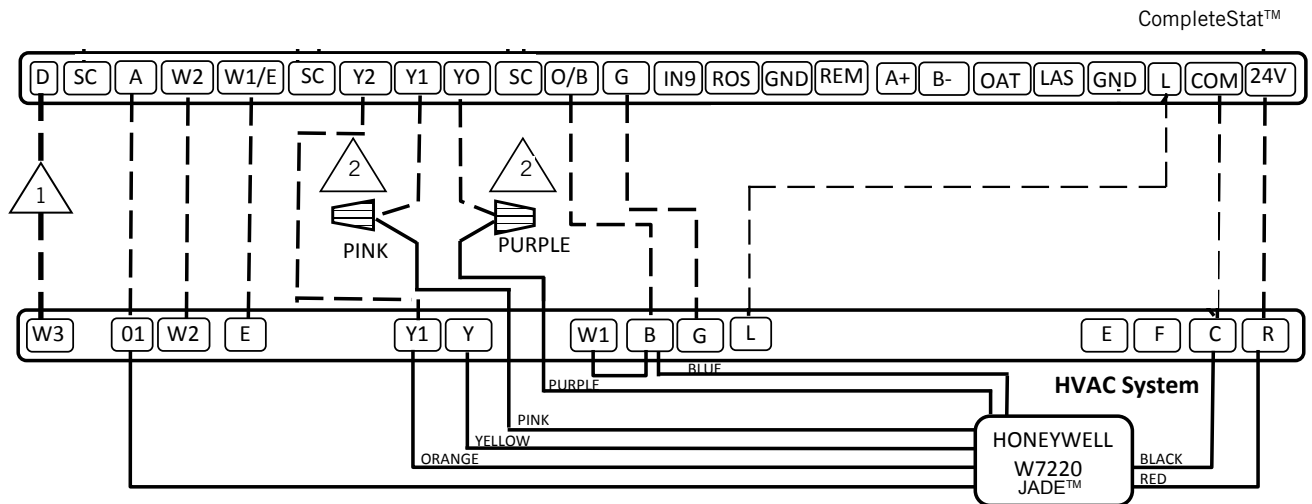 CompleteStat™
D SC A W2 W1/E SC Y2 Y1 YO SC O/B G IN9 ROS GND REM A+ B- OAT LAS GND L COM 24V
1
2
2
PINK
PURPLE
W3 01 W2 E Y1 Y W1 B G L E F C R
BLUE
PURPLE
HVAC System
PINK
YELLOW
ORANGE
HONEYWELL
W7220
JADE™
BLACK
RED